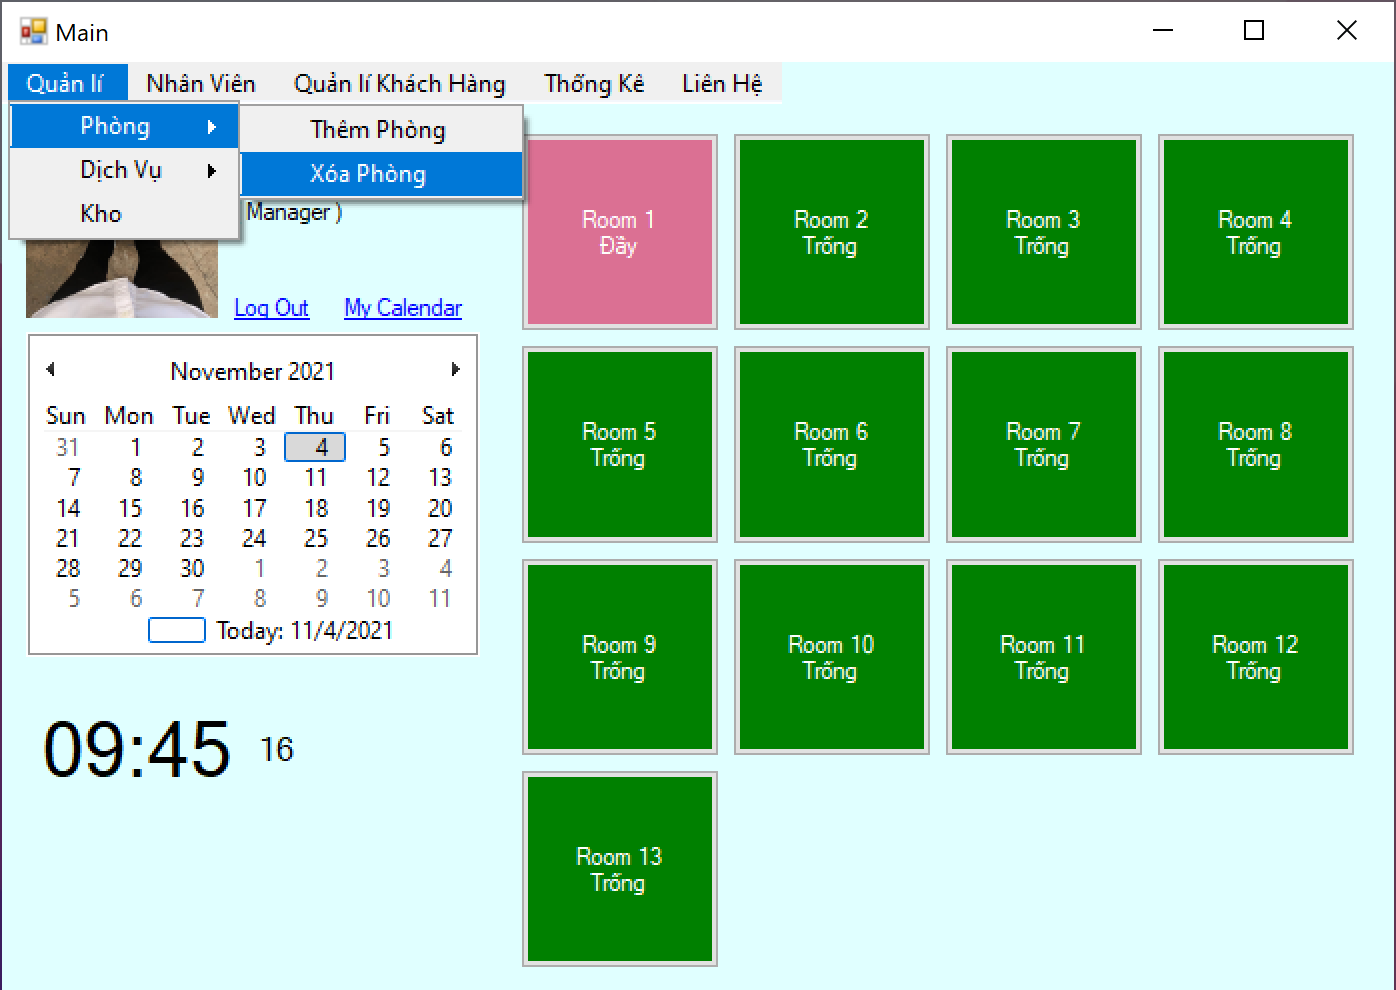 Main
Quản lí Nhân Viên Quản lí Khách Hàng Thống Kê Liên Hệ
Phòng
Dịch Vụ
Kho
Thêm Phòng
Xóa Phòng
Manager )
Log Out My Calendar
November 2021
Sun Mon Tue Wed Thu Fri Sat
31 1 2 3 4 5 6
7 8 9 10 11 12 13
14 15 16 17 18 19 20
21 22 23 24 25 26 27
28 29 30 1 2 3 4
5 6 7 8 9 10 11
Today: 11/4/2021
09:45 16
Room 1
Đầy
Room 2
Trống
Room 3
Trống
Room 4
Trống
Room 5
Trống
Room 6
Trống
Room 7
Trống
Room 8
Trống
Room 9
Trống
Room 10
Trống
Room 11
Trống
Room 12
Trống
Room 13
Trống